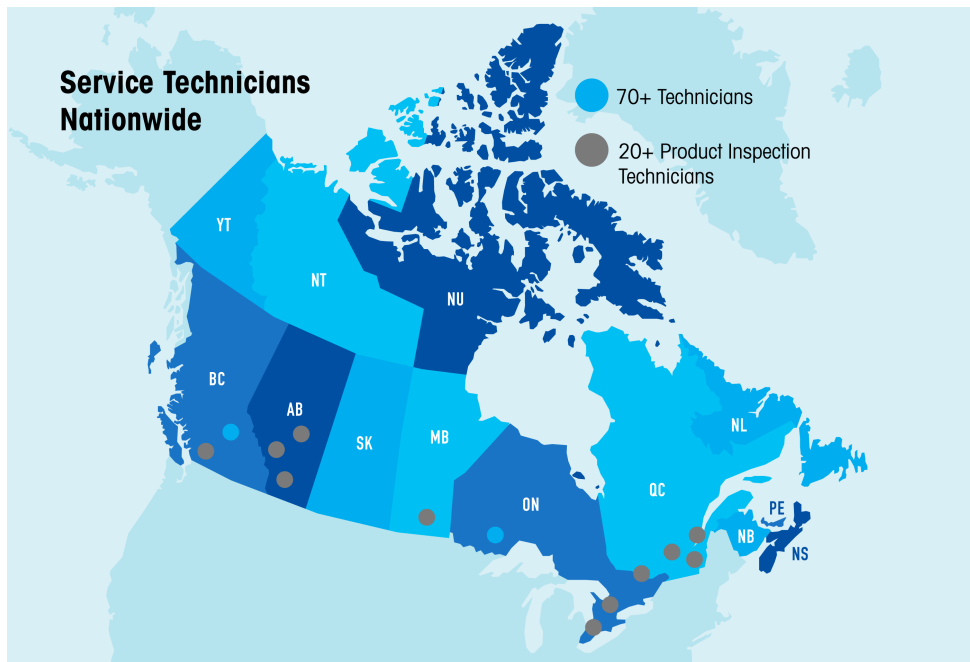 Service Technicians
Nationwide
70+ Technicians
20+ Product Inspection
Technicians
YT
NT
NU
BC
AB
SK
MB
ON
QC
NL
PE
NB
NS